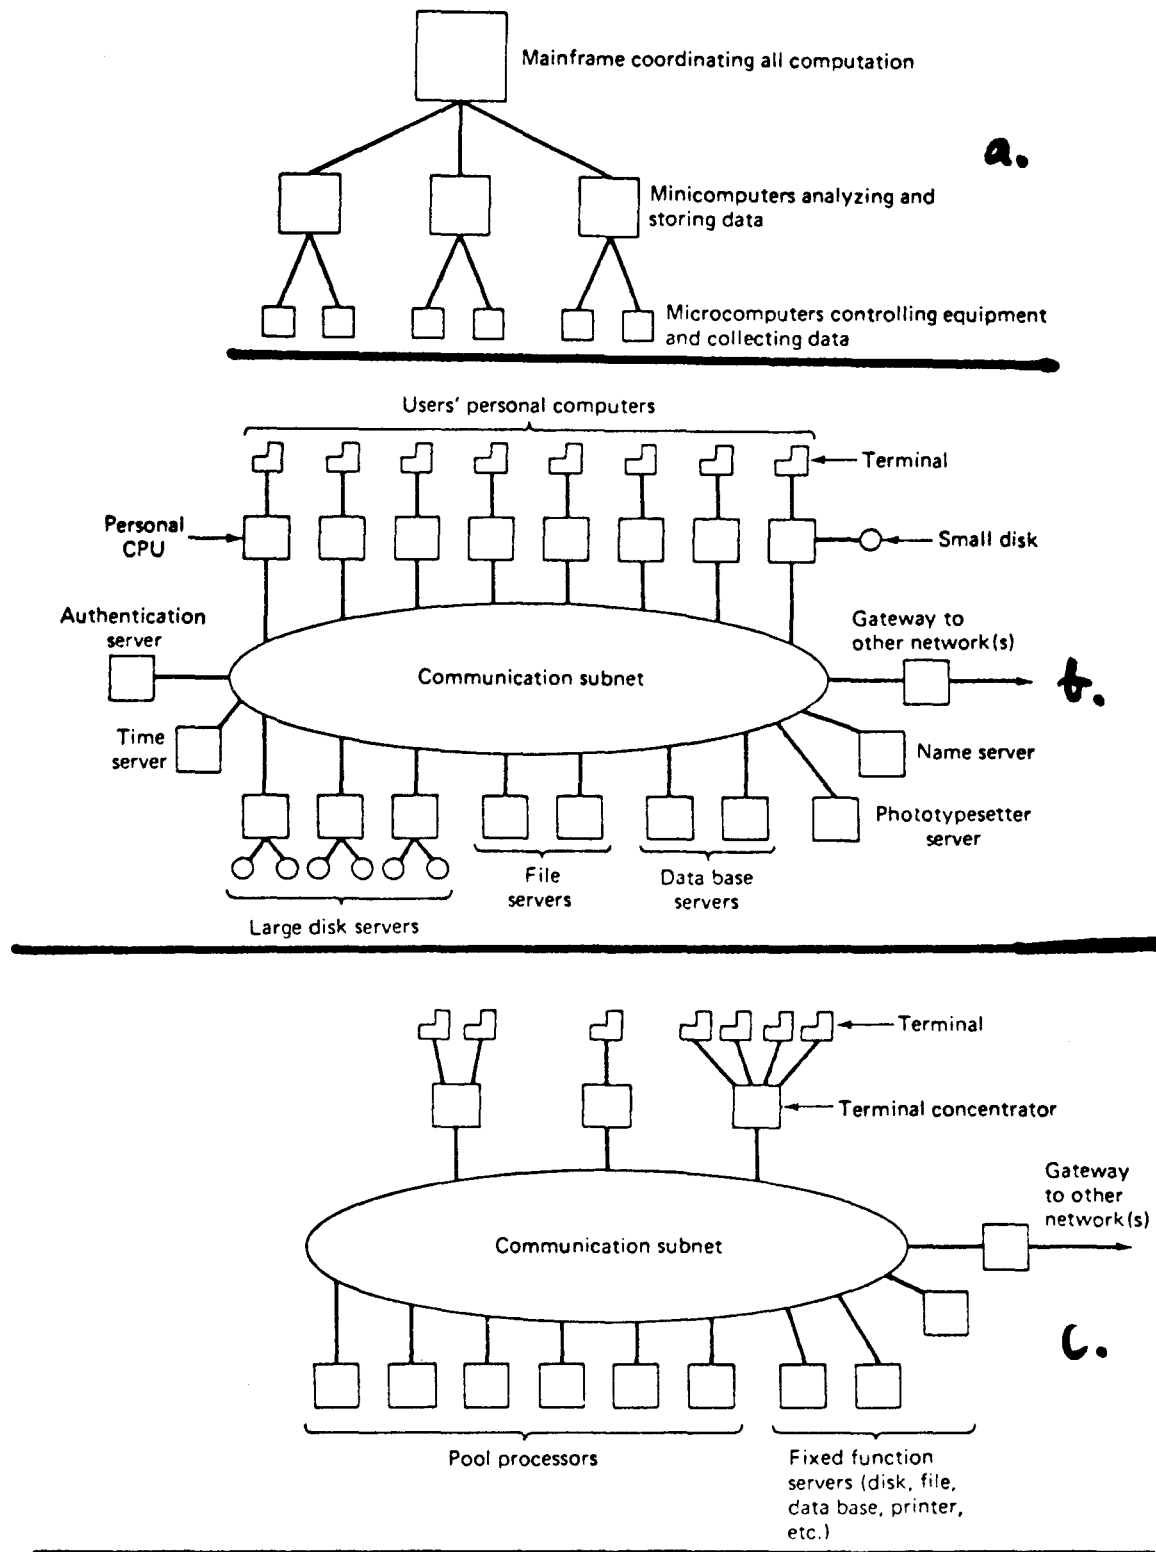 Mainframe coordinating all computation
a.
Minicomputers analyzing and
storing data
Microcomputers controlling equipment
and collecting data
Users' personal computers
Terminal
Personal
CPU
Small disk
Authentication
server
Gateway to
other network(s)
Communication subnet
b.
Time
server
Name server
Phototypesetter
server
File
servers
Data base
servers
Large disk servers
Terminal
Terminal concentrator
Gateway
to other
network(s)
Communication subnet
c.
Pool processors
Fixed function
servers (disk, file,
data base, printer,
etc.)